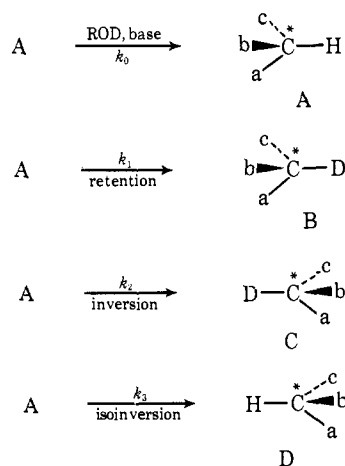 c
A ROD, base b C* H
k₀ a
A
c
A k₁ b C* D
retention a
B
A k₂ D C* c
inversion b
a
C
A k₃ H C* c
isoinversion b
a
D